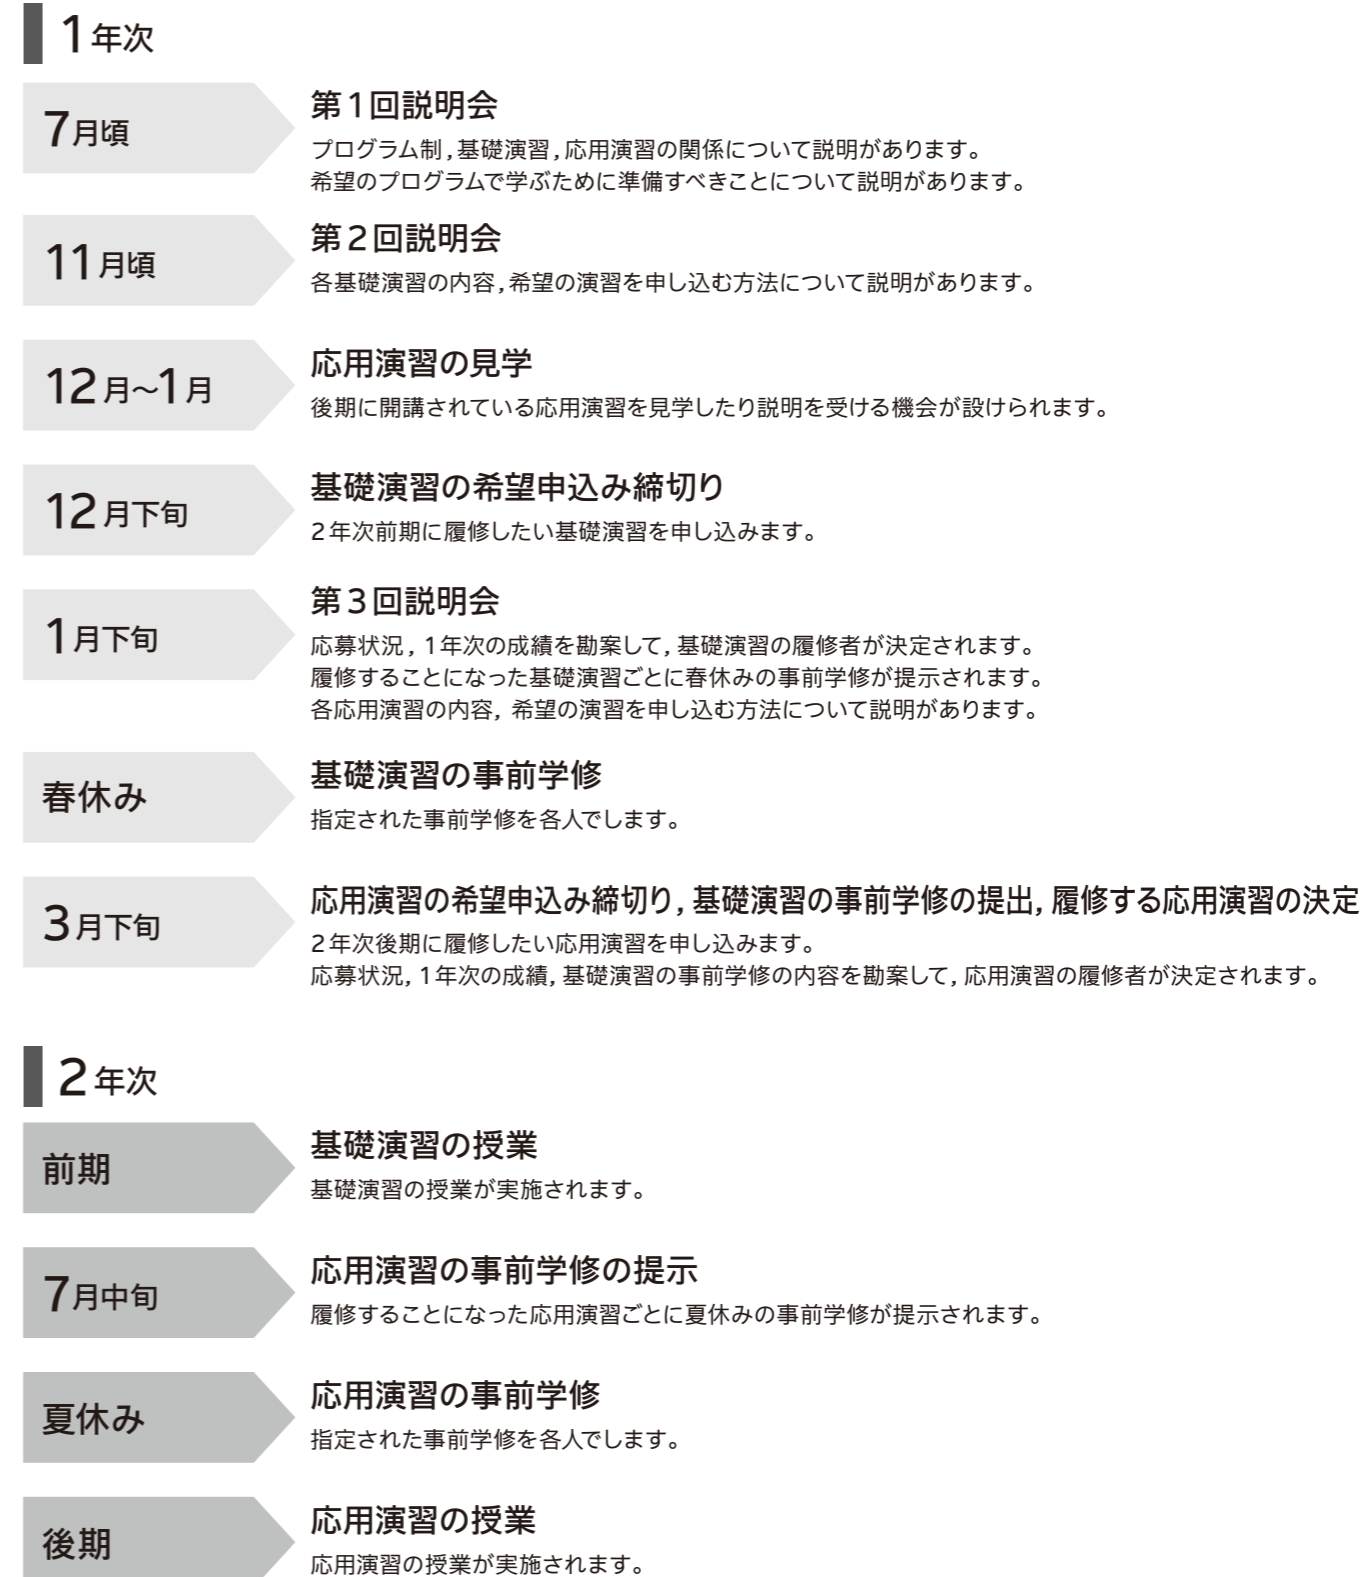 1年次
7月頃
第1回説明会
プログラム制,基礎演習,応用演習の関係について説明があります。
希望のプログラムで学ぶために準備すべきことについて説明があります。
11月頃
第2回説明会
各基礎演習の内容,希望の演習を申し込む方法について説明があります。
12月~1月
応用演習の見学
後期に開講されている応用演習を見学したり説明を受ける機会が設けられます。
12月下旬
基礎演習の希望申込み締切り
2年次前期に履修したい基礎演習を申し込みます。
1月下旬
第3回説明会
応募状況,1年次の成績を勘案して,基礎演習の履修者が決定されます。
履修することになった基礎演習ごとに春休みの事前学修が提示されます。
各応用演習の内容,希望の演習を申し込む方法について説明があります。
春休み
基礎演習の事前学修
指定された事前学修を各人でします。
3月下旬
応用演習の希望申込み締切り,基礎演習の事前学修の提出,履修する応用演習の決定
2年次後期に履修したい応用演習を申し込みます。
応募状況,1年次の成績,基礎演習の事前学修の内容を勘案して,応用演習の履修者が決定されます。
2年次
前期
基礎演習の授業
基礎演習の授業が実施されます。
7月中旬
応用演習の事前学修の提示
履修することになった応用演習ごとに夏休みの事前学修が提示されます。
夏休み
応用演習の事前学修
指定された事前学修を各人でします。
後期
応用演習の授業
応用演習の授業が実施されます。